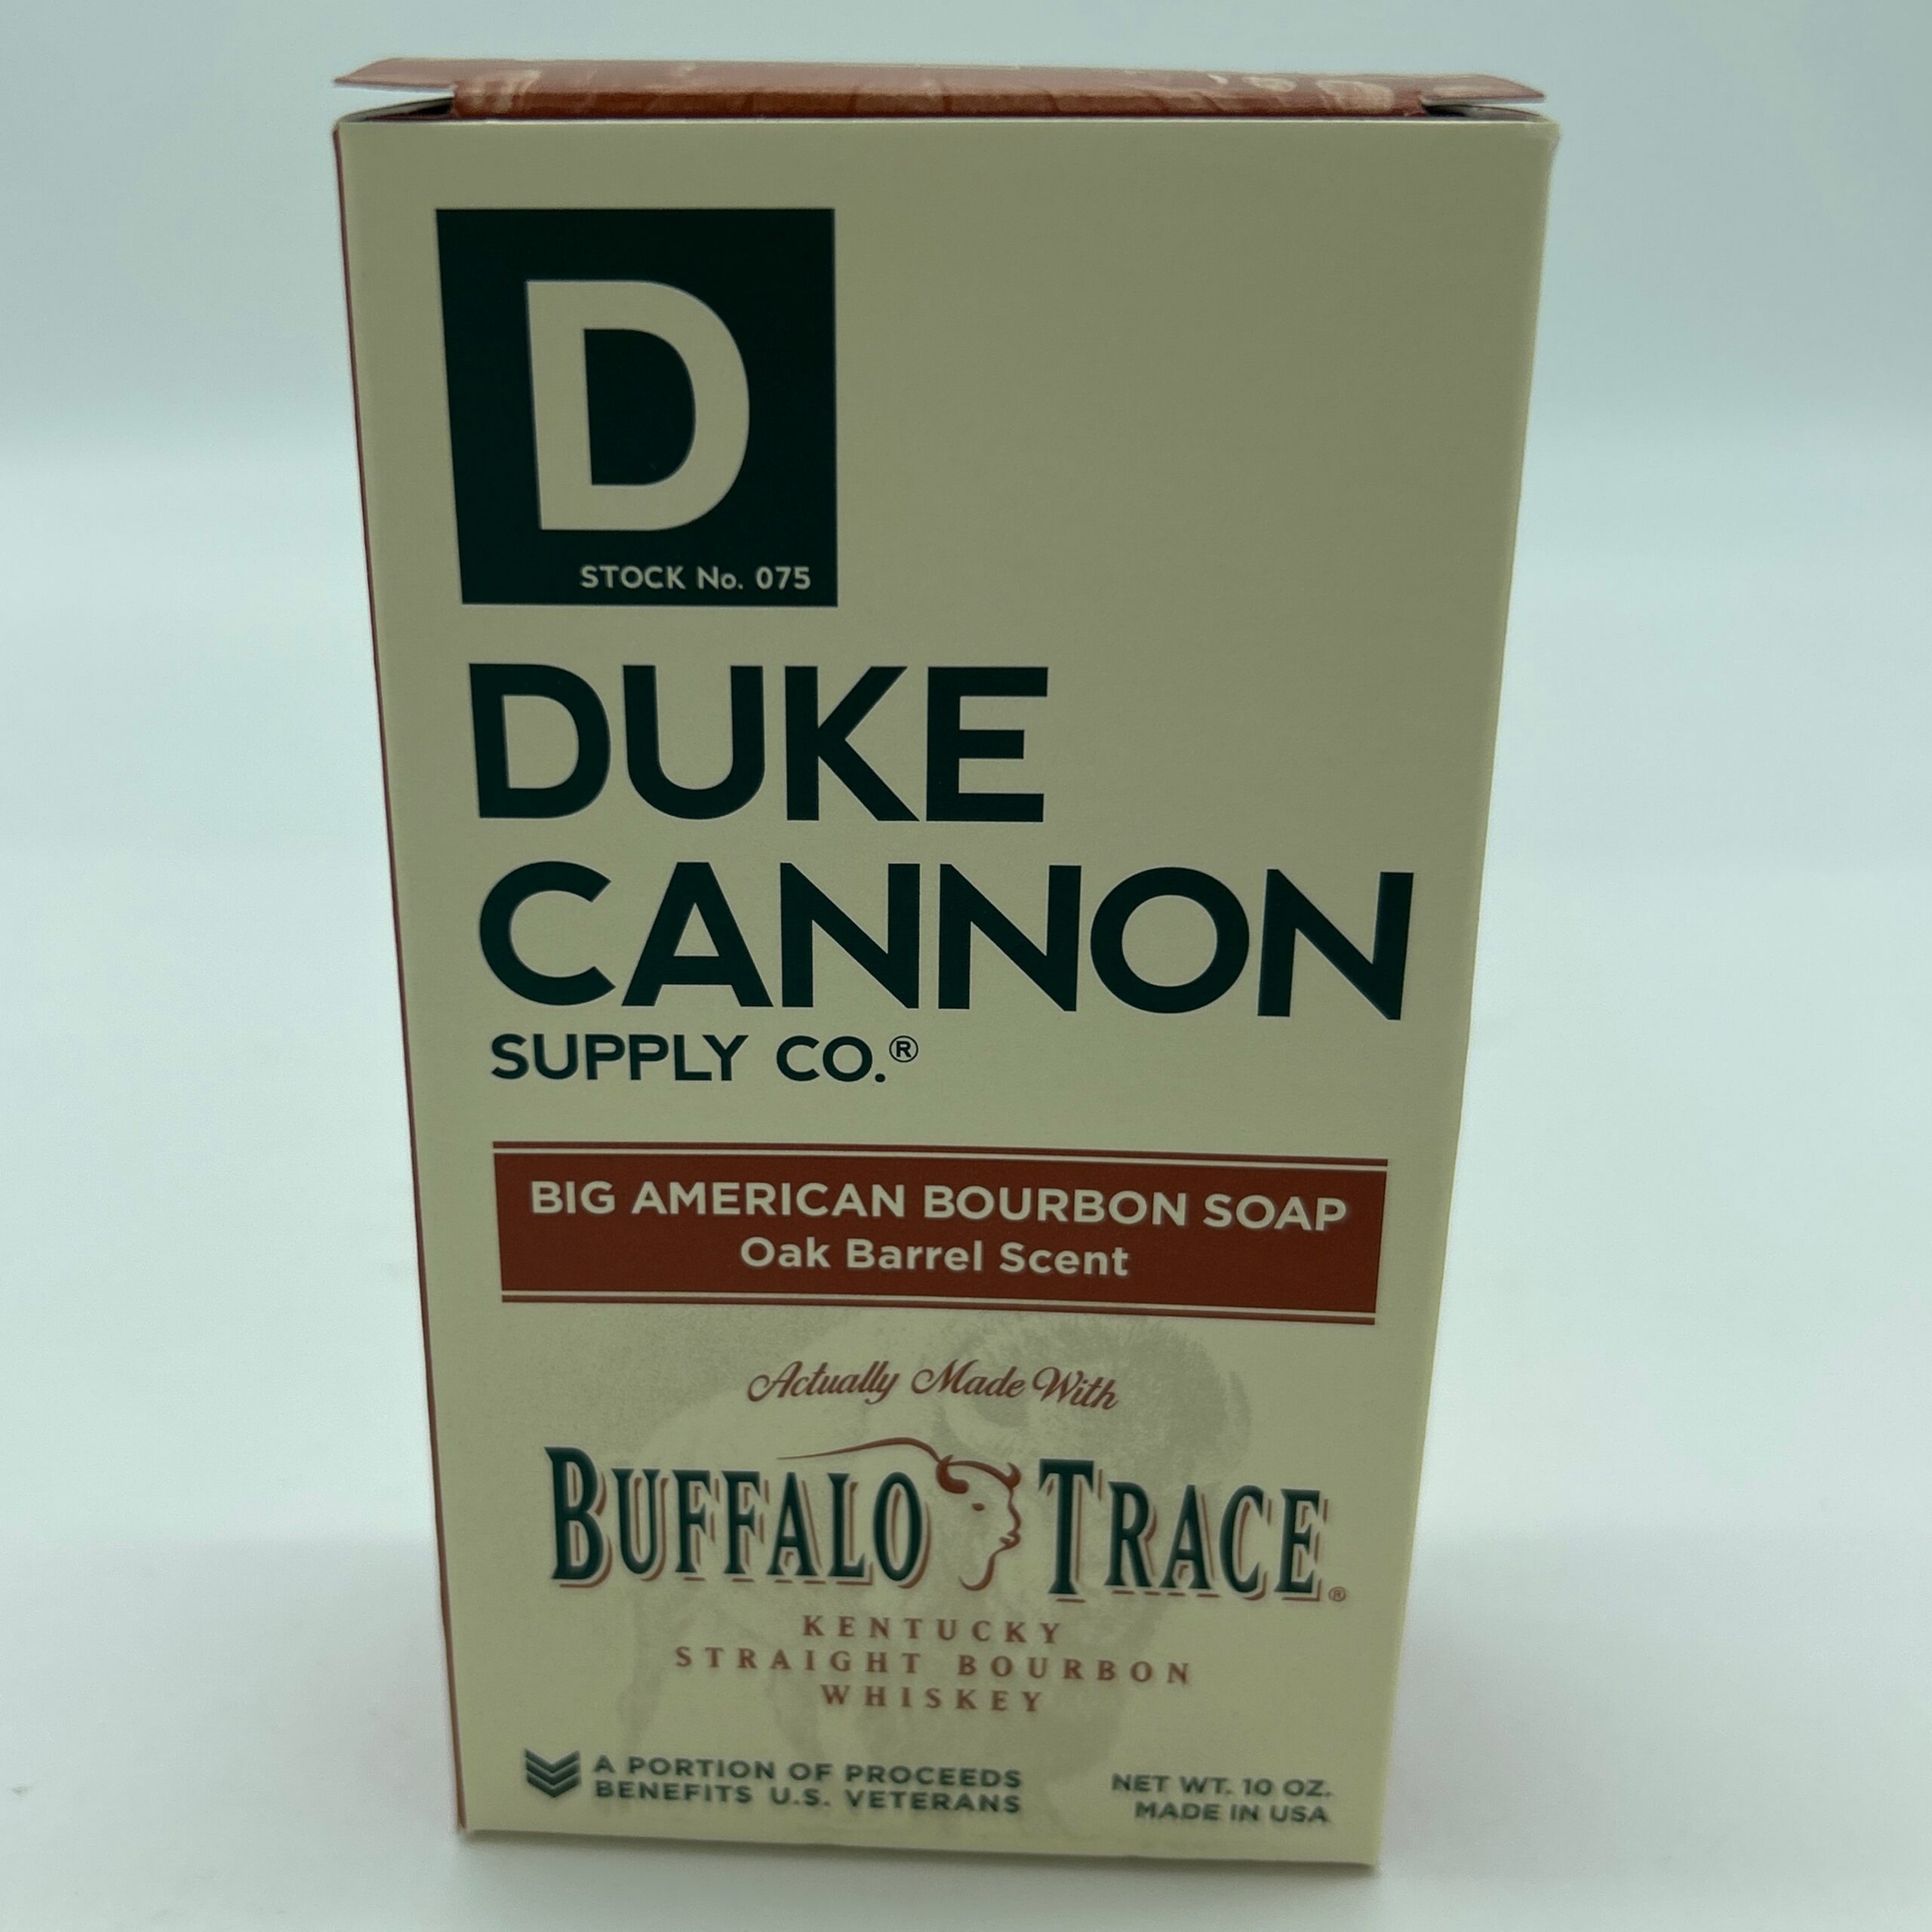 D
STOCK No. 075
DUKE
CANNON
SUPPLY CO.®
BIG AMERICAN BOURBON SOAP
Oak Barrel Scent
Actually Made With
BUFFALO TRACE®
KENTUCKY
STRAIGHT BOURBON
WHISKEY
A PORTION OF PROCEEDS
BENEFITS U.S. VETERANS
NET WT. 10 OZ.
MADE IN USA